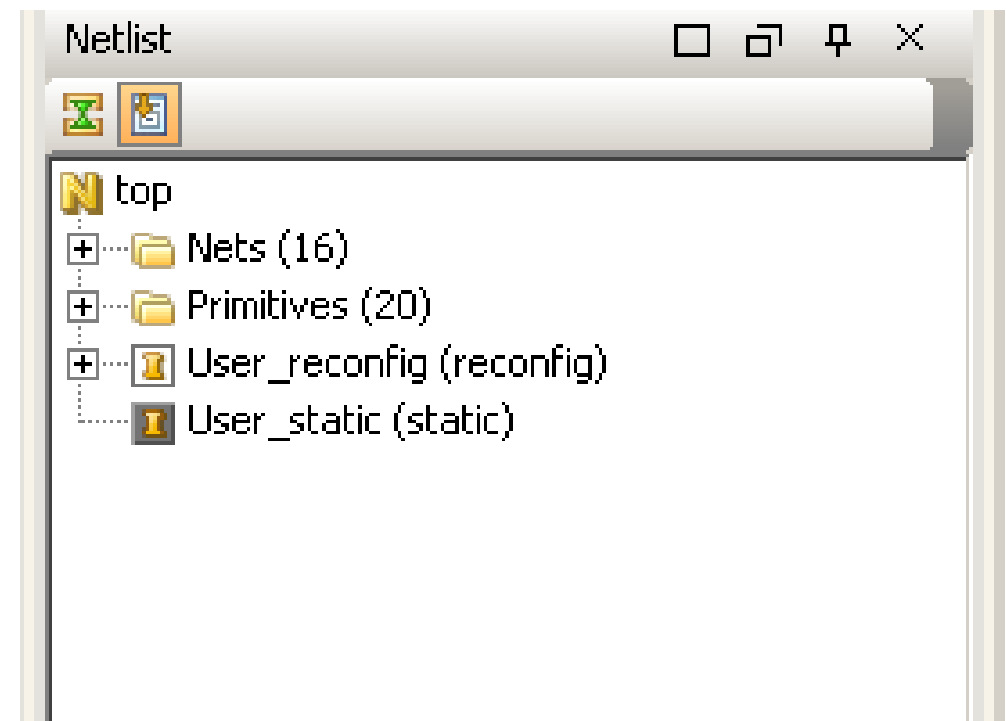 Netlist
top
Nets (16)
Primitives (20)
User_reconfig (reconfig)
User_static (static)